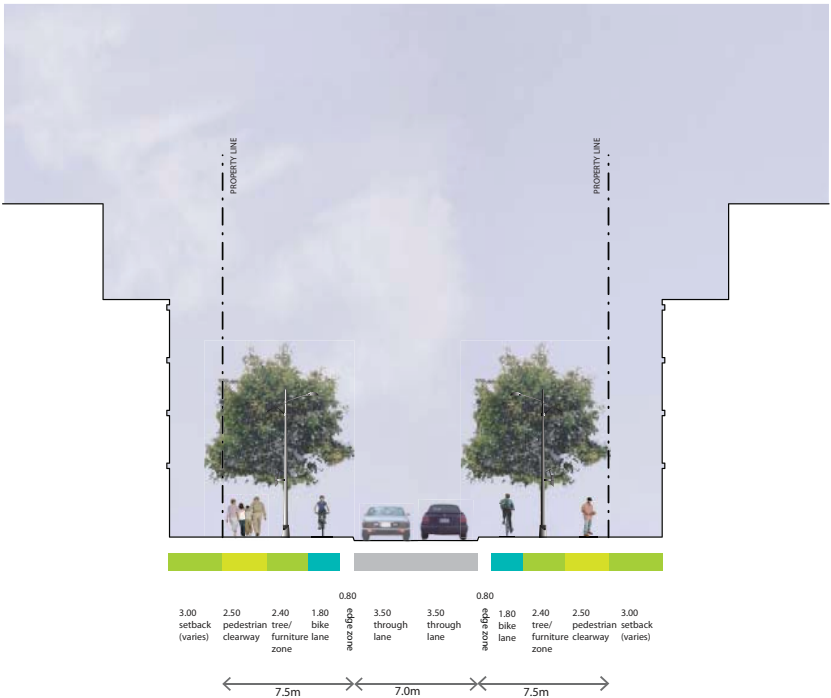 PROPERTY LINE
PROPERTY LINE
3.00
setback
(varies)
2.50
pedestrian
clearway
2.40
tree/
furniture
zone
1.80
bike
lane
0.80
edge zone
3.50
through
lane
3.50
through
lane
0.80
edge zone
1.80
bike
lane
2.40
tree/
furniture
zone
2.50
pedestrian
clearway
3.00
setback
(varies)
7.5m
7.0m
7.5m